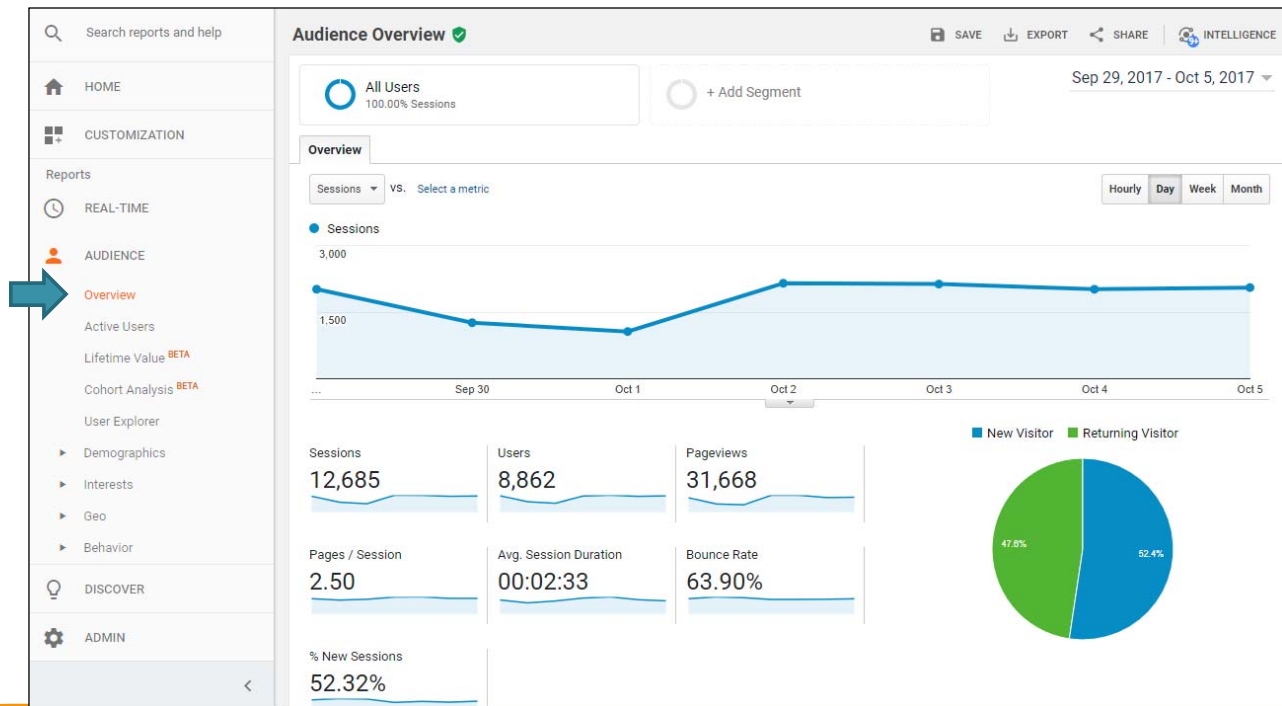 Search reports and help
HOME
CUSTOMIZATION
Reports
REAL-TIME
AUDIENCE
Overview
Active Users
Lifetime Value BETA
Cohort Analysis BETA
User Explorer
Demographics
Interests
Geo
Behavior
DISCOVER
ADMIN
Audience Overview
SAVE EXPORT SHARE INTELLIGENCE
All Users
100.00% Sessions
+ Add Segment
Sep 29, 2017 - Oct 5, 2017
Overview
Sessions VS. Select a metric
Hourly Day Week Month
Sessions
3,000
1,500
... Sep 30 Oct 1 Oct 2 Oct 3 Oct 4 Oct 5
New Visitor Returning Visitor
Sessions Users Pageviews
12,685 8,862 31,668
47.6% 52.4%
Pages / Session Avg. Session Duration Bounce Rate
2.50 00:02:33 63.90%
% New Sessions
52.32%